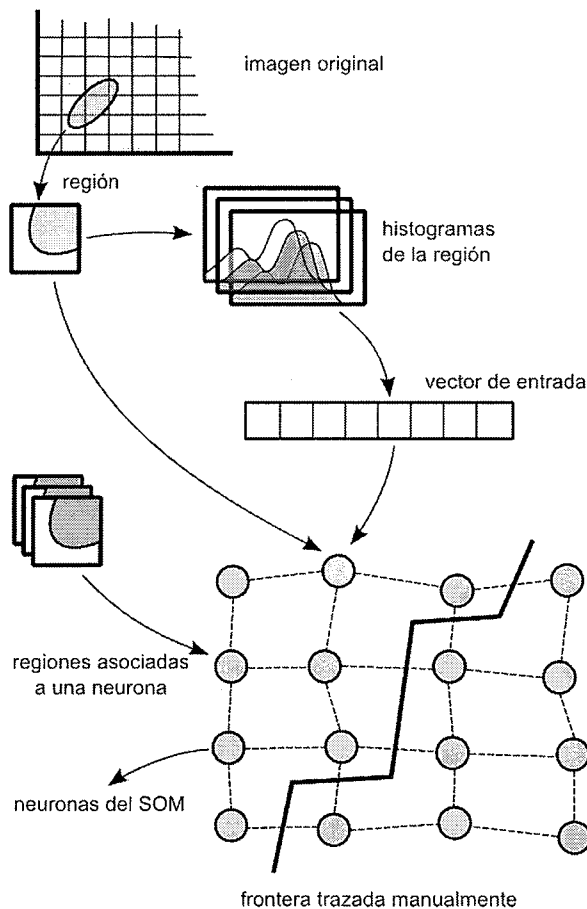 imagen original
región
histogramas
de la región
vector de entrada
regiones asociadas
a una neurona
neuronas del SOM
frontera trazada manualmente